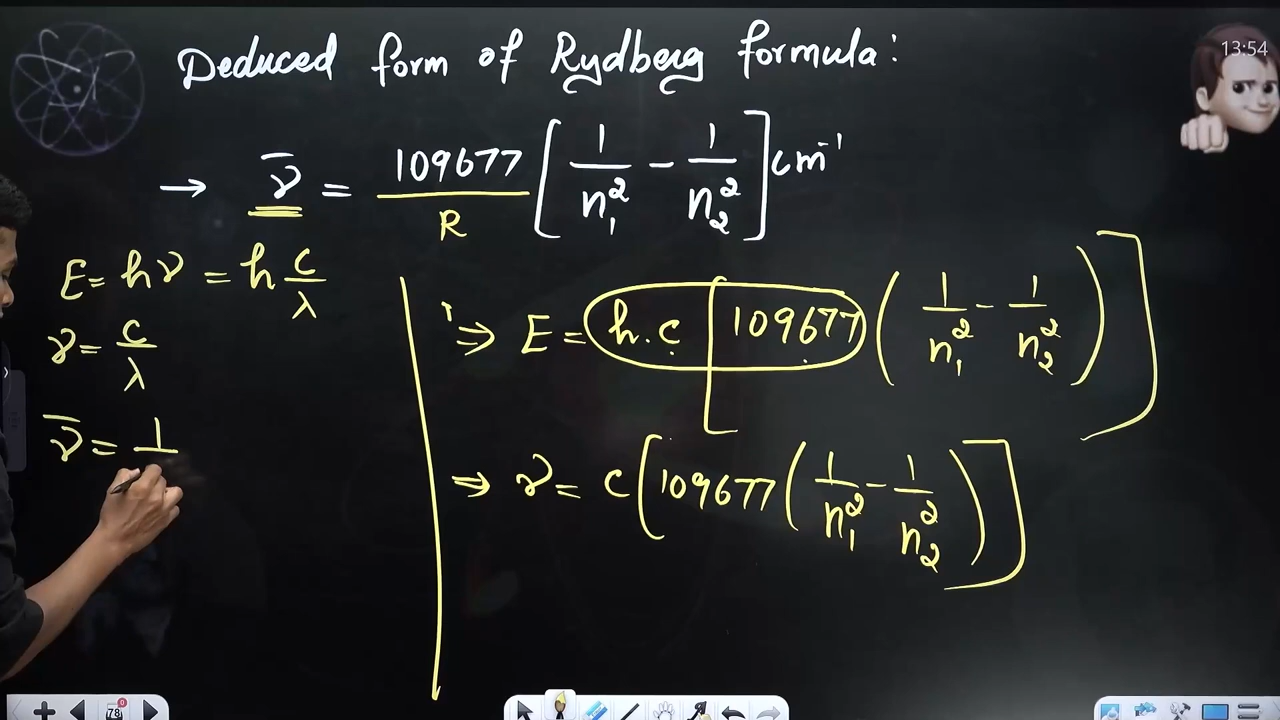 Deduced form of Rydberg formula:
13:54
→ ν̅ = 109677 [ 1/n₁² − 1/n₂² ] cm⁻¹
R
E = hν = h c/λ
ν = c/λ
ν̅ = 1
⇒ E = h.c [ 109677 ( 1/n₁² − 1/n₂² ) ]
⇒ ν = c [ 109677 ( 1/n₁² − 1/n₂² ) ]
78